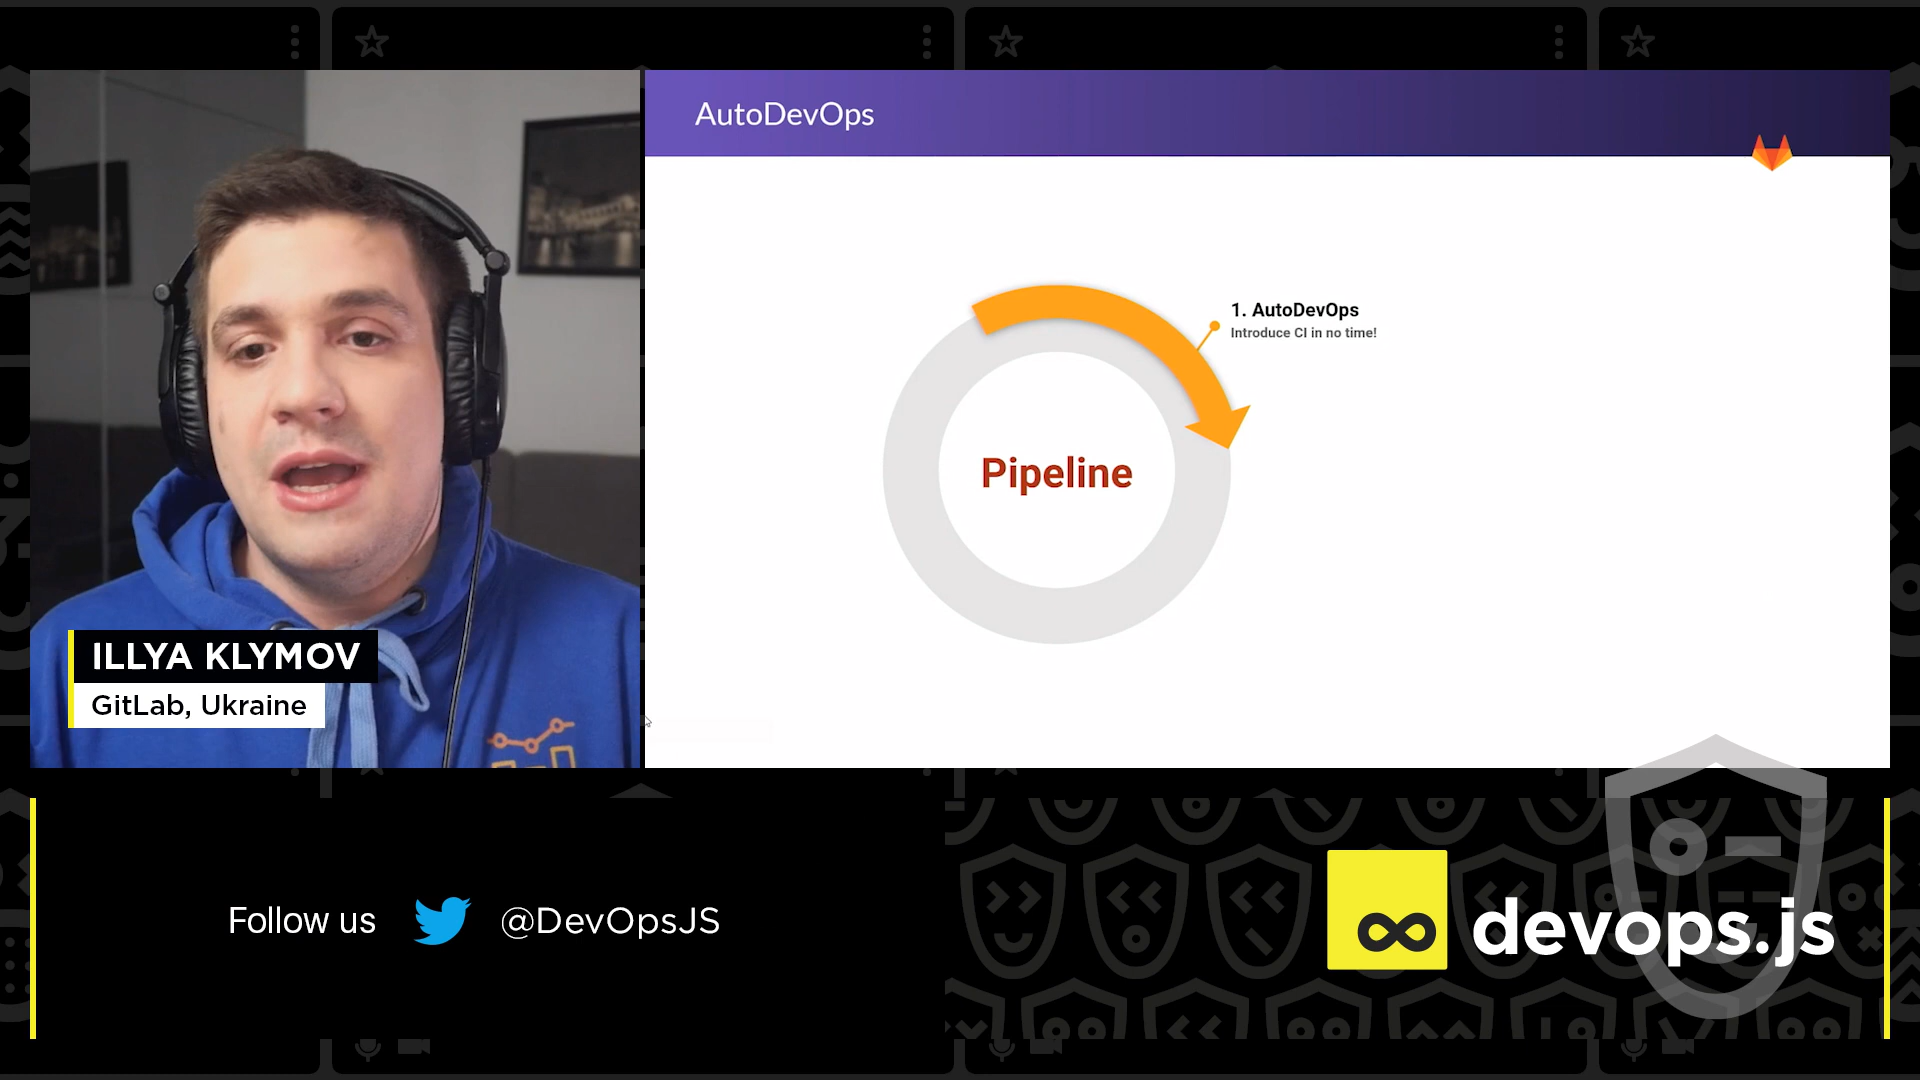 AutoDevOps
1. AutoDevOps
Introduce CI in no time!
Pipeline
ILLYA KLYMOV
GitLab, Ukraine
Follow us
@DevOpsJS
devops.js